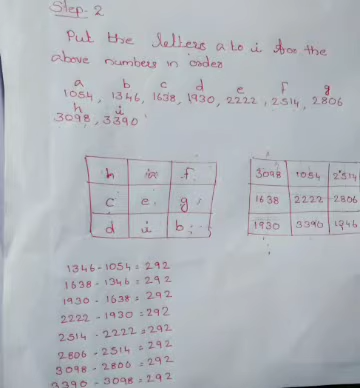 Step-2
Put the letters a to i for the
above numbers in order
a b c d e f g
1054, 1346, 1638, 1930, 2222, 2514, 2806
h i
3098, 3390
h f
c e g
d i b
3098 1054 2514
1638 2222 2806
1930 3390 1346
1346-1054=292
1638-1346=292
1930-1638=292
2222-1930=292
2514-2222=292
2806-2514=292
3098-2806=292
3390-3098=292